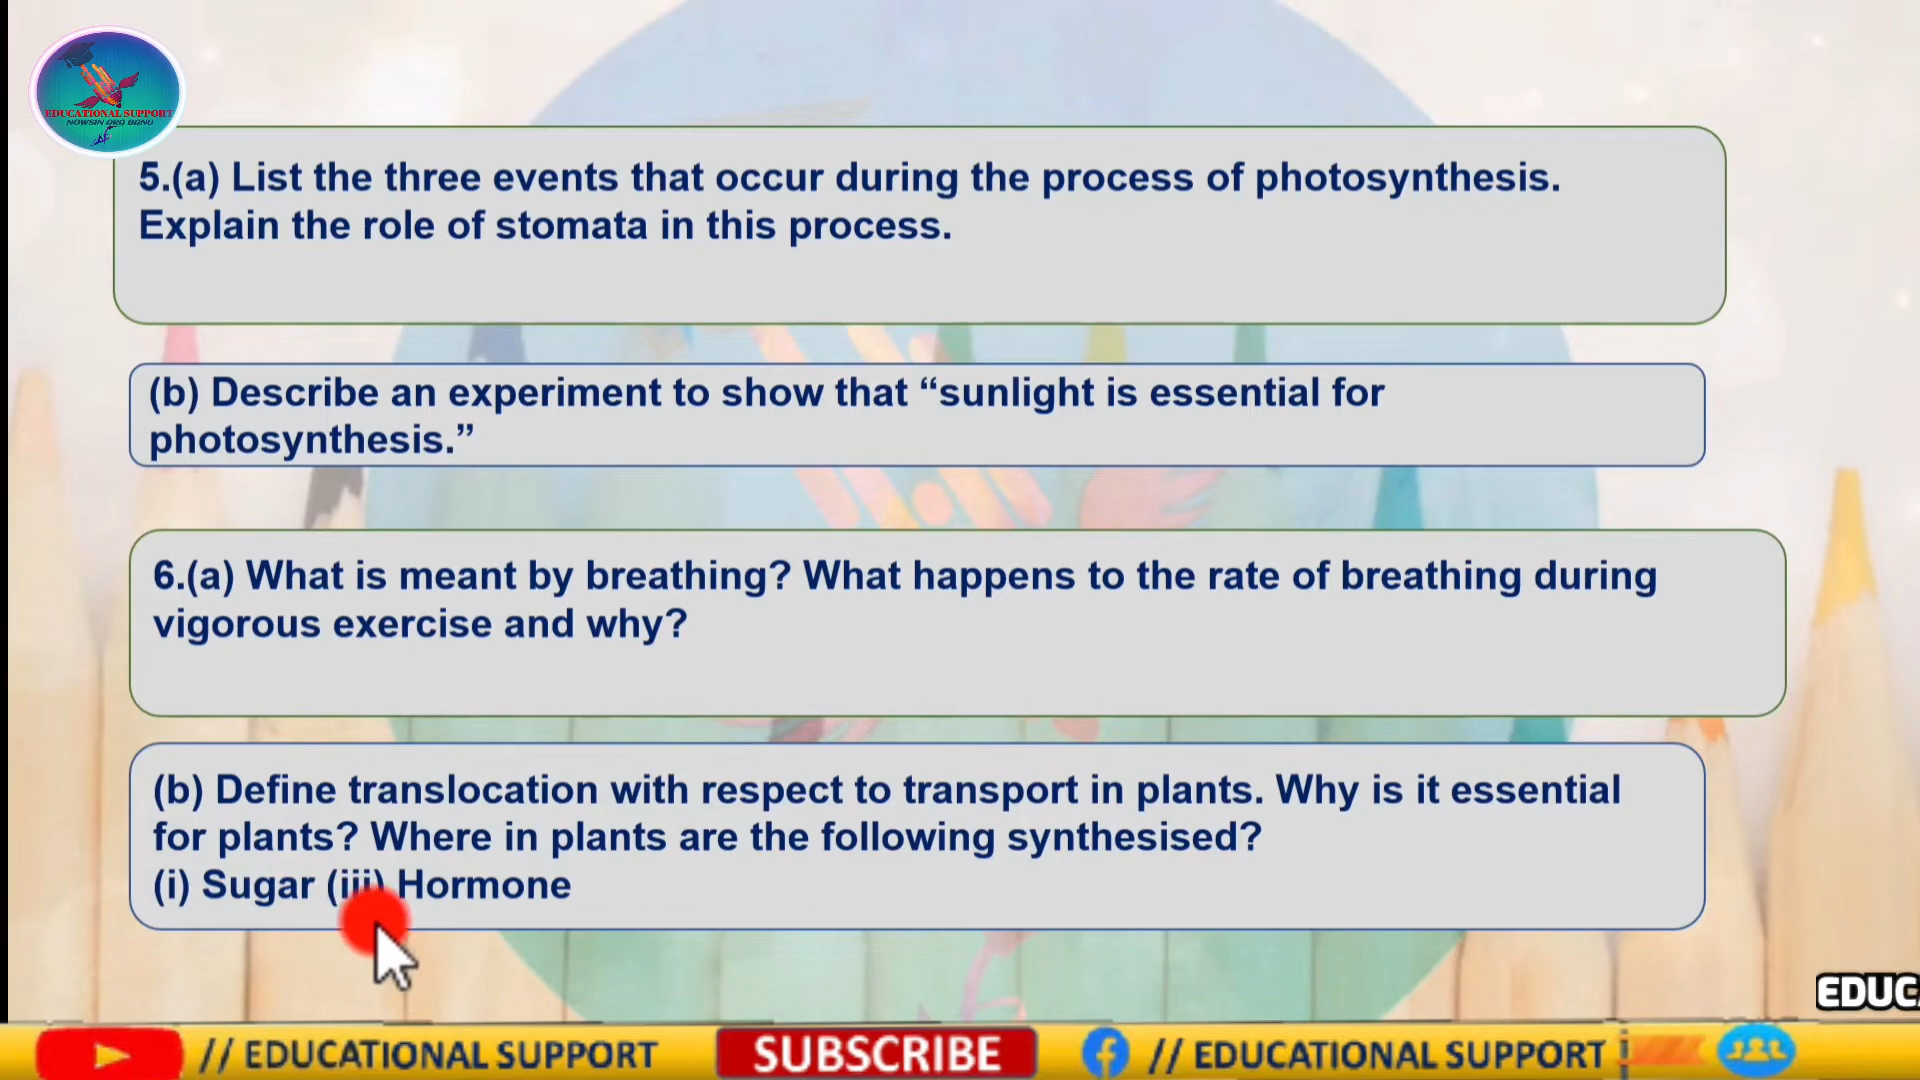 EDUCATIONAL SUPPORT
NOWSIN ARA BANU
5.(a) List the three events that occur during the process of photosynthesis.
Explain the role of stomata in this process.
(b) Describe an experiment to show that “sunlight is essential for
photosynthesis.”
6.(a) What is meant by breathing? What happens to the rate of breathing during
vigorous exercise and why?
(b) Define translocation with respect to transport in plants. Why is it essential
for plants? Where in plants are the following synthesised?
(i) Sugar (iii) Hormone
EDUCA
// EDUCATIONAL SUPPORT SUBSCRIBE // EDUCATIONAL SUPPORT